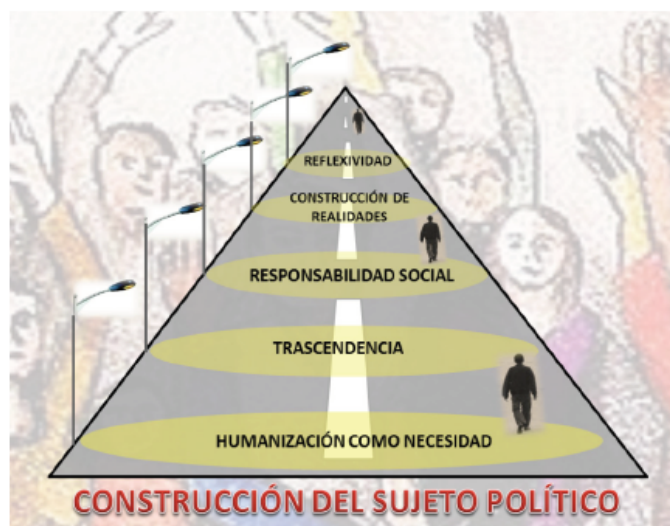 REFLEXIVIDAD
CONSTRUCCIÓN DE
REALIDADES
RESPONSABILIDAD SOCIAL
TRASCENDENCIA
HUMANIZACIÓN COMO NECESIDAD
CONSTRUCCIÓN DEL SUJETO POLÍTICO